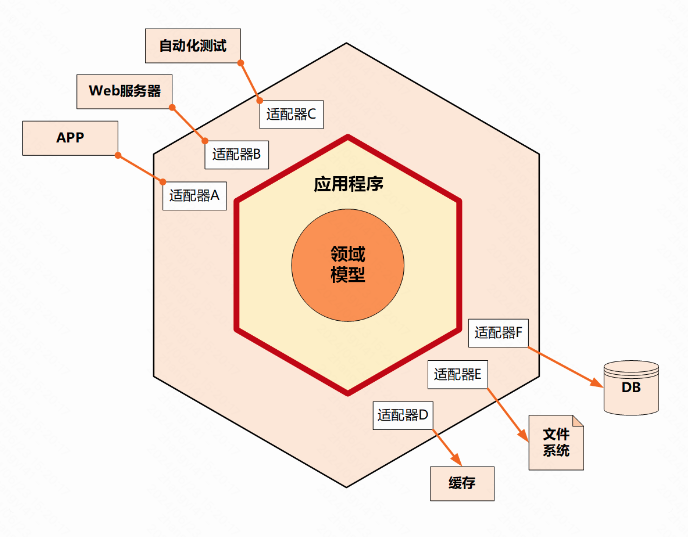 自动化测试
Web服务器
适配器C
APP
适配器B
适配器A
应用程序
领域
模型
适配器F
适配器E
DB
适配器D
文件
系统
缓存